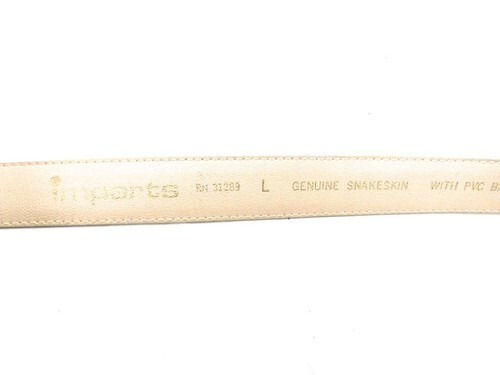 imparts RN 31289 L GENUINE SNAKESKIN WITH PVC